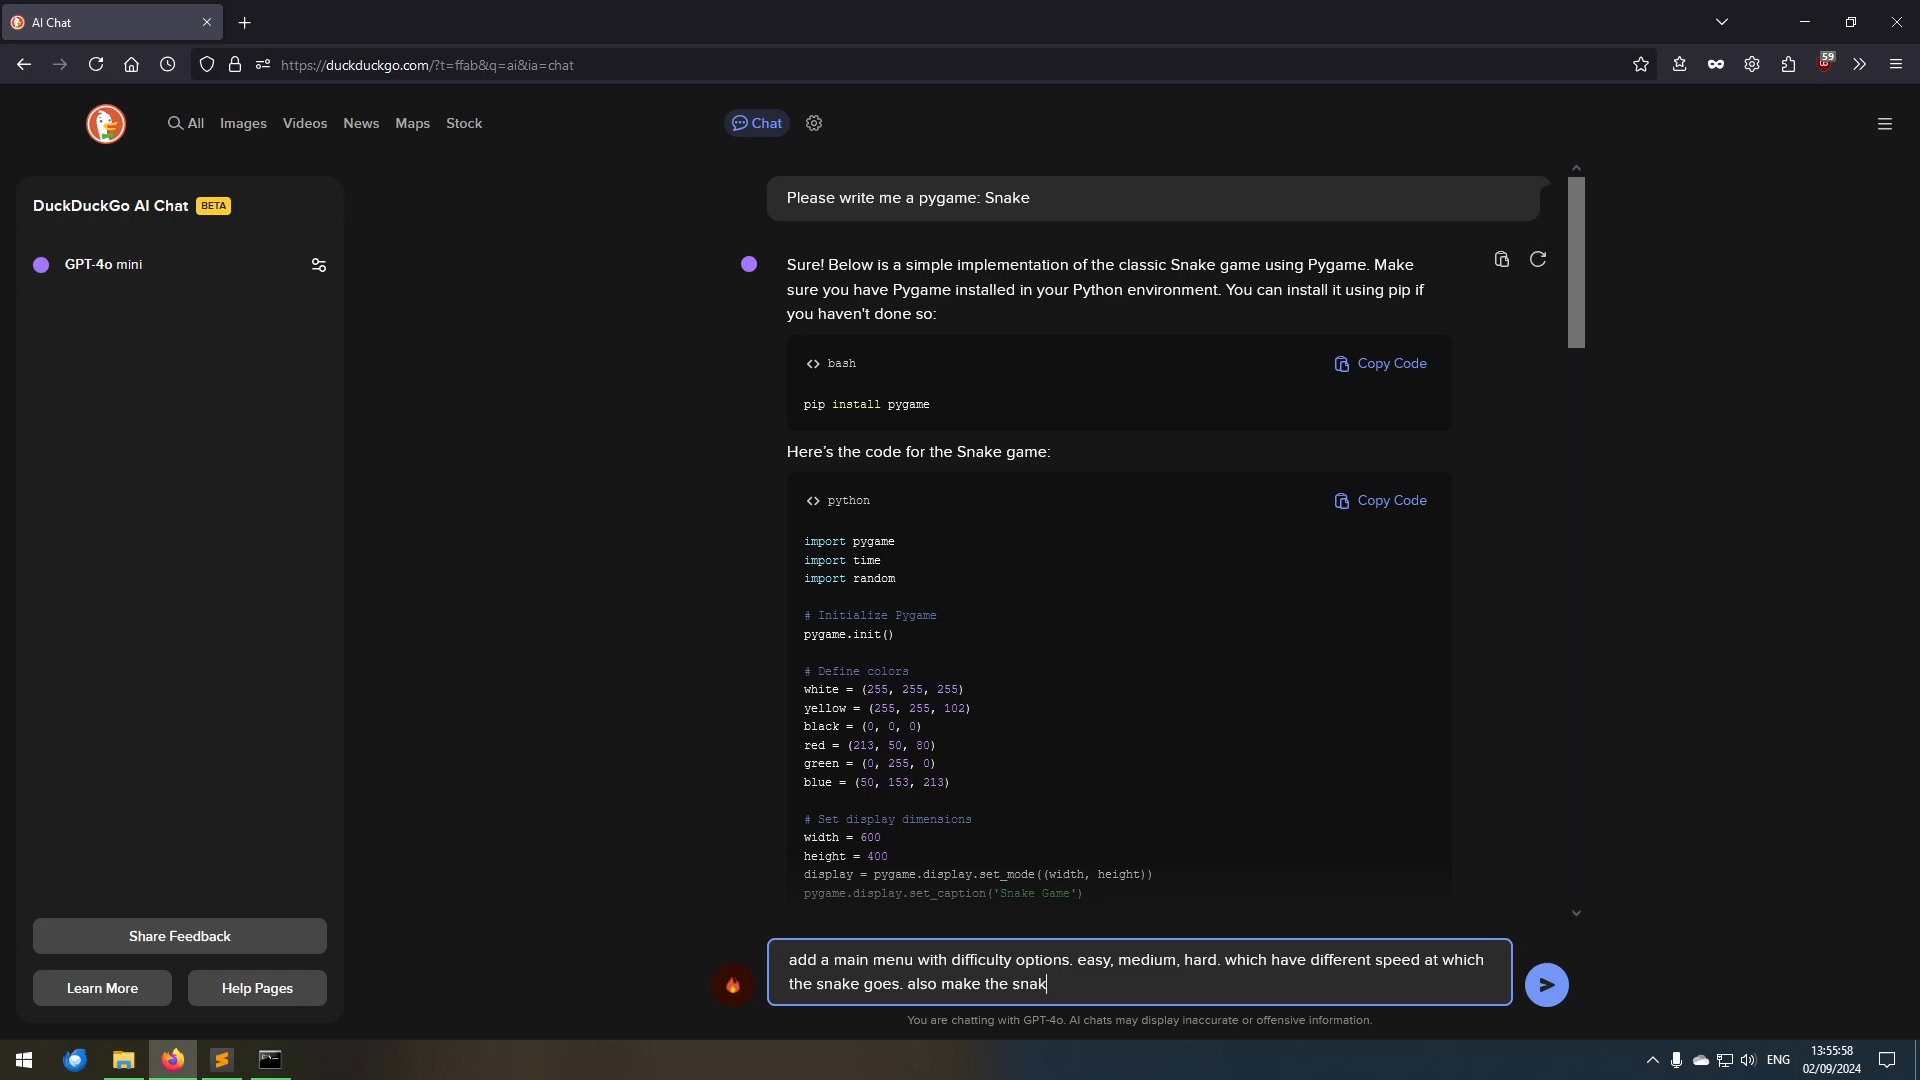 AI Chat
https://duckduckgo.com/?t=ffab&q=ai&ia=chat
59
All Images Videos News Maps Stock
Chat
DuckDuckGo AI Chat BETA
GPT-4o mini
Please write me a pygame: Snake
Sure! Below is a simple implementation of the classic Snake game using Pygame. Make
sure you have Pygame installed in your Python environment. You can install it using pip if
you haven't done so:
<> bash Copy Code
pip install pygame
Here's the code for the Snake game:
<> python Copy Code
import pygame
import time
import random
# Initialize Pygame
pygame.init()
# Define colors
white = (255, 255, 255)
yellow = (255, 255, 102)
black = (0, 0, 0)
red = (213, 50, 80)
green = (0, 255, 0)
blue = (50, 153, 213)
# Set display dimensions
width = 600
height = 400
display = pygame.display.set_mode((width, height))
pygame.display.set_caption('Snake Game')
Share Feedback
Learn More Help Pages
add a main menu with difficulty options. easy, medium, hard. which have different speed at which
the snake goes. also make the snak
You are chatting with GPT-4o. AI chats may display inaccurate or offensive information.
ENG
13:55:58
02/09/2024